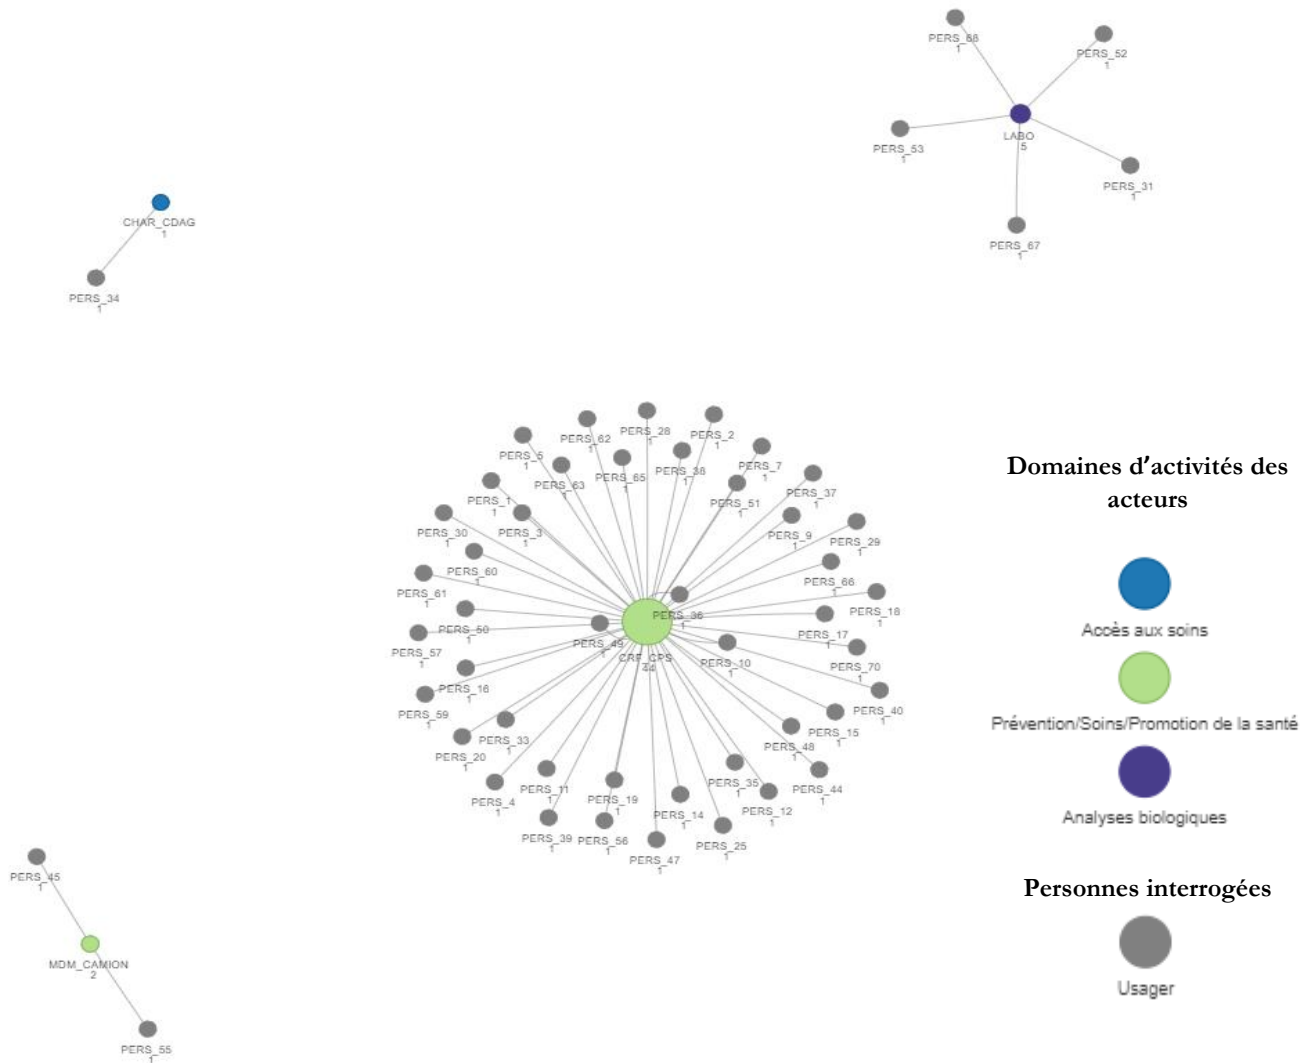 PERS_68
1
PERS_52
1
LABO
5
PERS_53
1
PERS_31
1
PERS_67
1
CHAR_CDAG
1
PERS_34
1
PERS_28
1
PERS_2
1
PERS_62
1
PERS_5
1
PERS_7
1
PERS_38
1
PERS_65
1
PERS_63
1
PERS_51
1
PERS_37
1
PERS_1
1
PERS_3
1
PERS_30
1
PERS_9
1
PERS_29
1
PERS_60
1
PERS_66
1
PERS_61
1
PERS_18
1
PERS_36
1
PERS_50
1
PERS_17
1
PERS_57
1
PERS_49
1
CRF_CPS
44
PERS_10
1
PERS_70
1
PERS_16
1
PERS_59
1
PERS_40
1
PERS_15
1
PERS_33
1
PERS_48
1
PERS_20
1
PERS_44
1
PERS_35
1
PERS_11
1
PERS_4
1
PERS_19
1
PERS_14
1
PERS_12
1
PERS_39
1
PERS_56
1
PERS_25
1
PERS_47
1
PERS_45
1
MDM_CAMION
2
PERS_55
1
Domaines d'activités des
acteurs
Accès aux soins
Prévention/Soins/Promotion de la santé
Analyses biologiques
Personnes interrogées
Usager